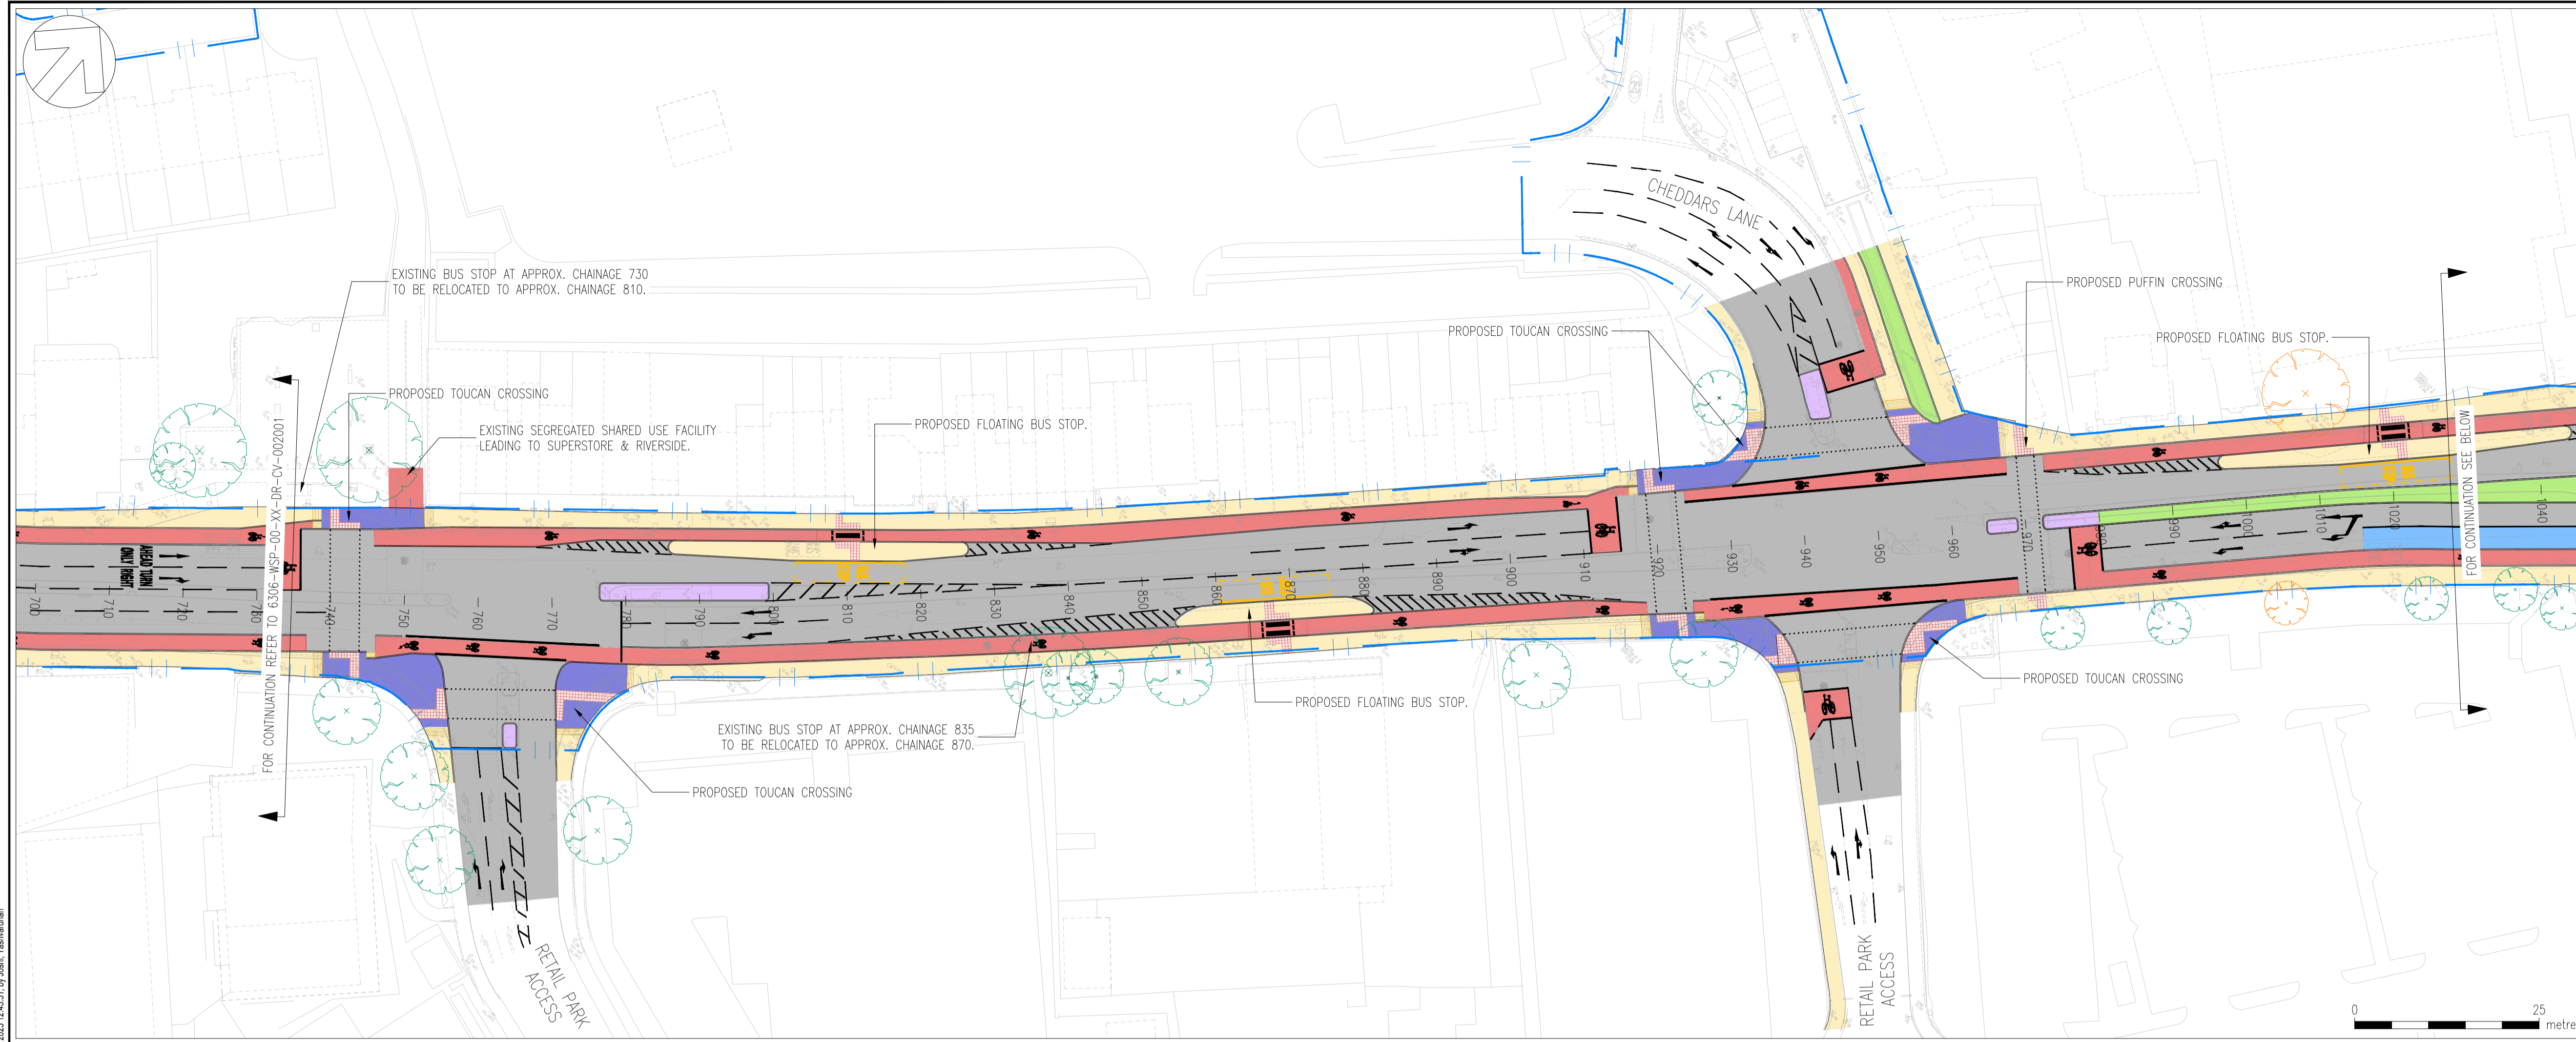 CHEDDARS LANE
EXISTING BUS STOP AT APPROX. CHAINAGE 730
TO BE RELOCATED TO APPROX. CHAINAGE 810.
PROPOSED PUFFIN CROSSING
PROPOSED TOUCAN CROSSING
PROPOSED FLOATING BUS STOP.
PROPOSED TOUCAN CROSSING
EXISTING SEGREGATED SHARED USE FACILITY
LEADING TO SUPERSTORE & RIVERSIDE.
PROPOSED FLOATING BUS STOP.
FOR CONTINUATION REFER TO 6306-WSP-00-XX-DR-CV-002001
FOR CONTINUATION SEE BELOW
AHEAD TURN
ONLY RIGHT
BUS
STOP
BUS
STOP
BUS
STOP
700
710
720
730
740
750
760
770
780
790
800
810
820
830
840
850
860
870
880
890
900
910
920
930
940
950
960
970
980
990
1000
1010
1020
1040
PROPOSED TOUCAN CROSSING
PROPOSED FLOATING BUS STOP.
EXISTING BUS STOP AT APPROX. CHAINAGE 835
TO BE RELOCATED TO APPROX. CHAINAGE 870.
PROPOSED TOUCAN CROSSING
RETAIL PARK
ACCESS
RETAIL PARK
ACCESS
0 25
metre